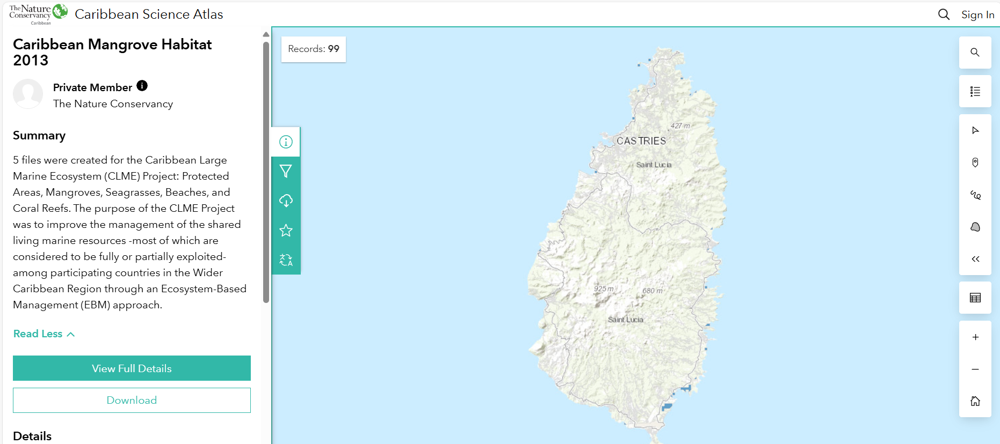 The Nature
Conservancy
Caribbean
Caribbean Science Atlas
Sign In
Caribbean Mangrove Habitat
2013
Private Member
The Nature Conservancy
Summary
5 files were created for the Caribbean Large
Marine Ecosystem (CLME) Project: Protected
Areas, Mangroves, Seagrasses, Beaches, and
Coral Reefs. The purpose of the CLME Project
was to improve the management of the shared
living marine resources -most of which are
considered to be fully or partially exploited-
among participating countries in the Wider
Caribbean Region through an Ecosystem-Based
Management (EBM) approach.
Read Less
View Full Details
Download
Details
Records: 99
427 m
CASTRIES
Saint Lucia
925 m
680 m
Saint Lucia